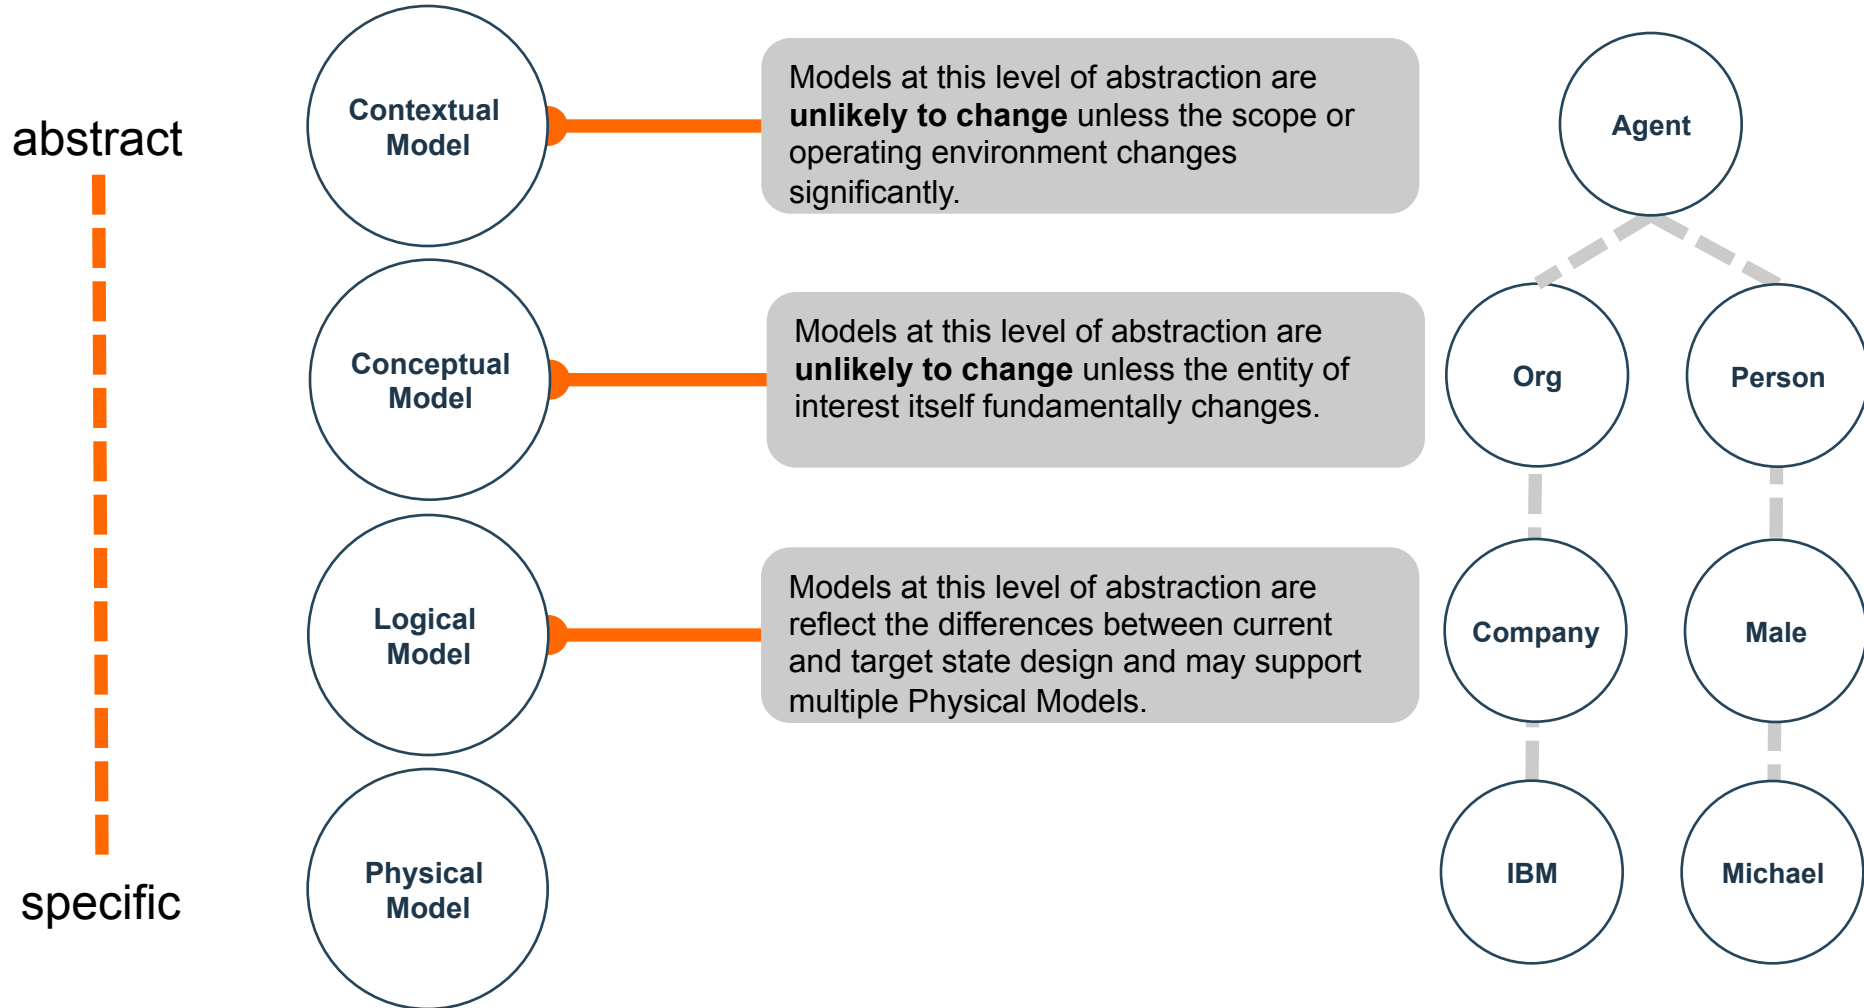 abstract
Contextual
Model
Models at this level of abstraction are
unlikely to change unless the scope or
operating environment changes
significantly.
Agent
Conceptual
Model
Models at this level of abstraction are
unlikely to change unless the entity of
interest itself fundamentally changes.
Org
Person
Logical
Model
Models at this level of abstraction are
reflect the differences between current
and target state design and may support
multiple Physical Models.
Company
Male
specific
Physical
Model
IBM
Michael